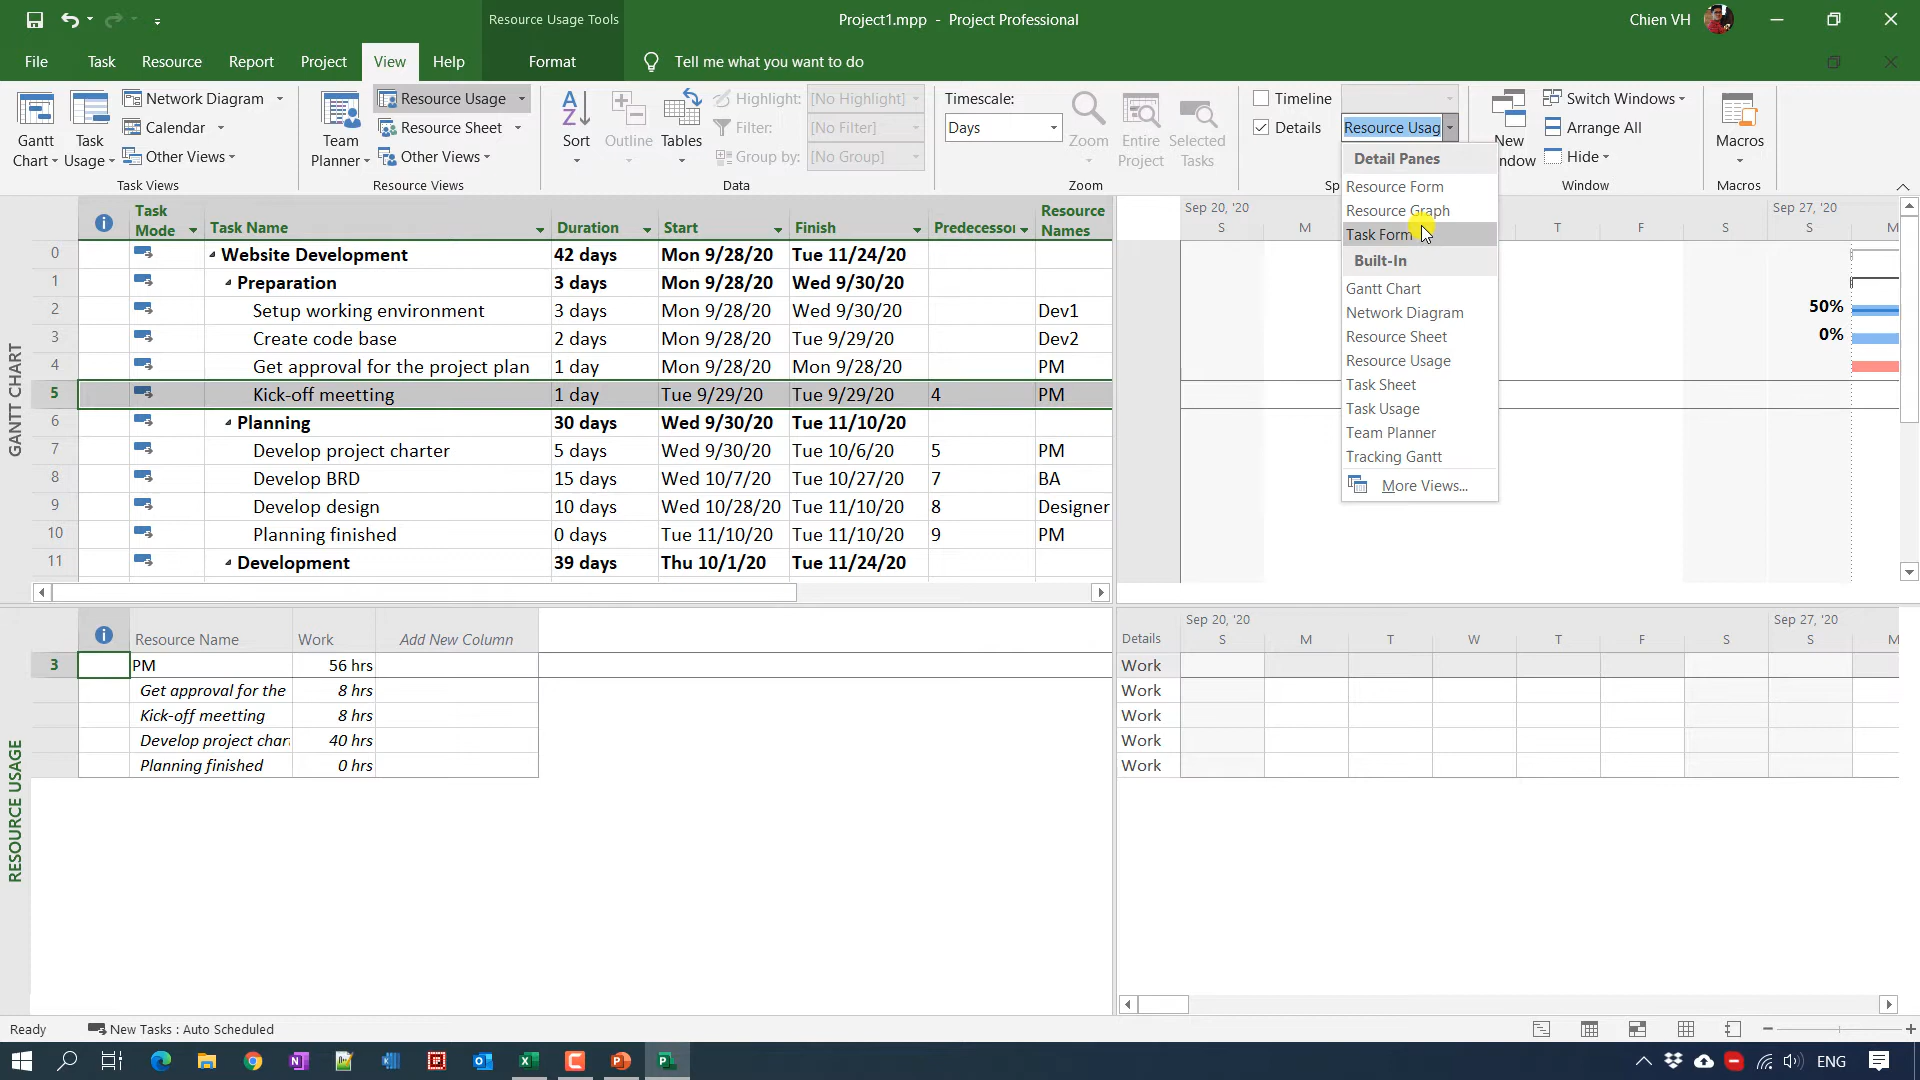 Resource Usage Tools
Project1.mpp - Project Professional
Chien VH
File
Task
Resource
Report
Project
View
Help
Format
Tell me what you want to do
Gantt Chart
Task Usage
Network Diagram
Calendar
Other Views
Task Views
Team Planner
Resource Usage
Resource Sheet
Other Views
Resource Views
Sort
Outline
Tables
Highlight: [No Highlight]
Filter: [No Filter]
Group by: [No Group]
Data
Timescale:
Days
Zoom
Entire Project
Selected Tasks
Zoom
Timeline
Details
Resource Usag
Sp
New
indow
Switch Windows
Arrange All
Hide
Window
Macros
Macros
Detail Panes
Resource Form
Resource Graph
Task Form
Built-In
Gantt Chart
Network Diagram
Resource Sheet
Resource Usage
Task Sheet
Task Usage
Team Planner
Tracking Gantt
More Views...
GANTT CHART
Task Mode Task Name Duration Start Finish Predecessor Resource Names
0 Website Development 42 days Mon 9/28/20 Tue 11/24/20
1 Preparation 3 days Mon 9/28/20 Wed 9/30/20
2 Setup working environment 3 days Mon 9/28/20 Wed 9/30/20 Dev1
3 Create code base 2 days Mon 9/28/20 Tue 9/29/20 Dev2
4 Get approval for the project plan 1 day Mon 9/28/20 Mon 9/28/20 PM
5 Kick-off meetting 1 day Tue 9/29/20 Tue 9/29/20 4 PM
6 Planning 30 days Wed 9/30/20 Tue 11/10/20
7 Develop project charter 5 days Wed 9/30/20 Tue 10/6/20 5 PM
8 Develop BRD 15 days Wed 10/7/20 Tue 10/27/20 7 BA
9 Develop design 10 days Wed 10/28/20 Tue 11/10/20 8 Designer
10 Planning finished 0 days Tue 11/10/20 Tue 11/10/20 9 PM
11 Development 39 days Thu 10/1/20 Tue 11/24/20
Sep 20, '20 Sep 27, '20
S M T F S S M
50%
0%
RESOURCE USAGE
Resource Name Work Add New Column
3 PM 56 hrs
Get approval for the 8 hrs
Kick-off meetting 8 hrs
Develop project chart 40 hrs
Planning finished 0 hrs
Details
Sep 20, '20 Sep 27, '20
S M T W T F S S M
Work
Work
Work
Work
Work
Ready
New Tasks : Auto Scheduled
ENG